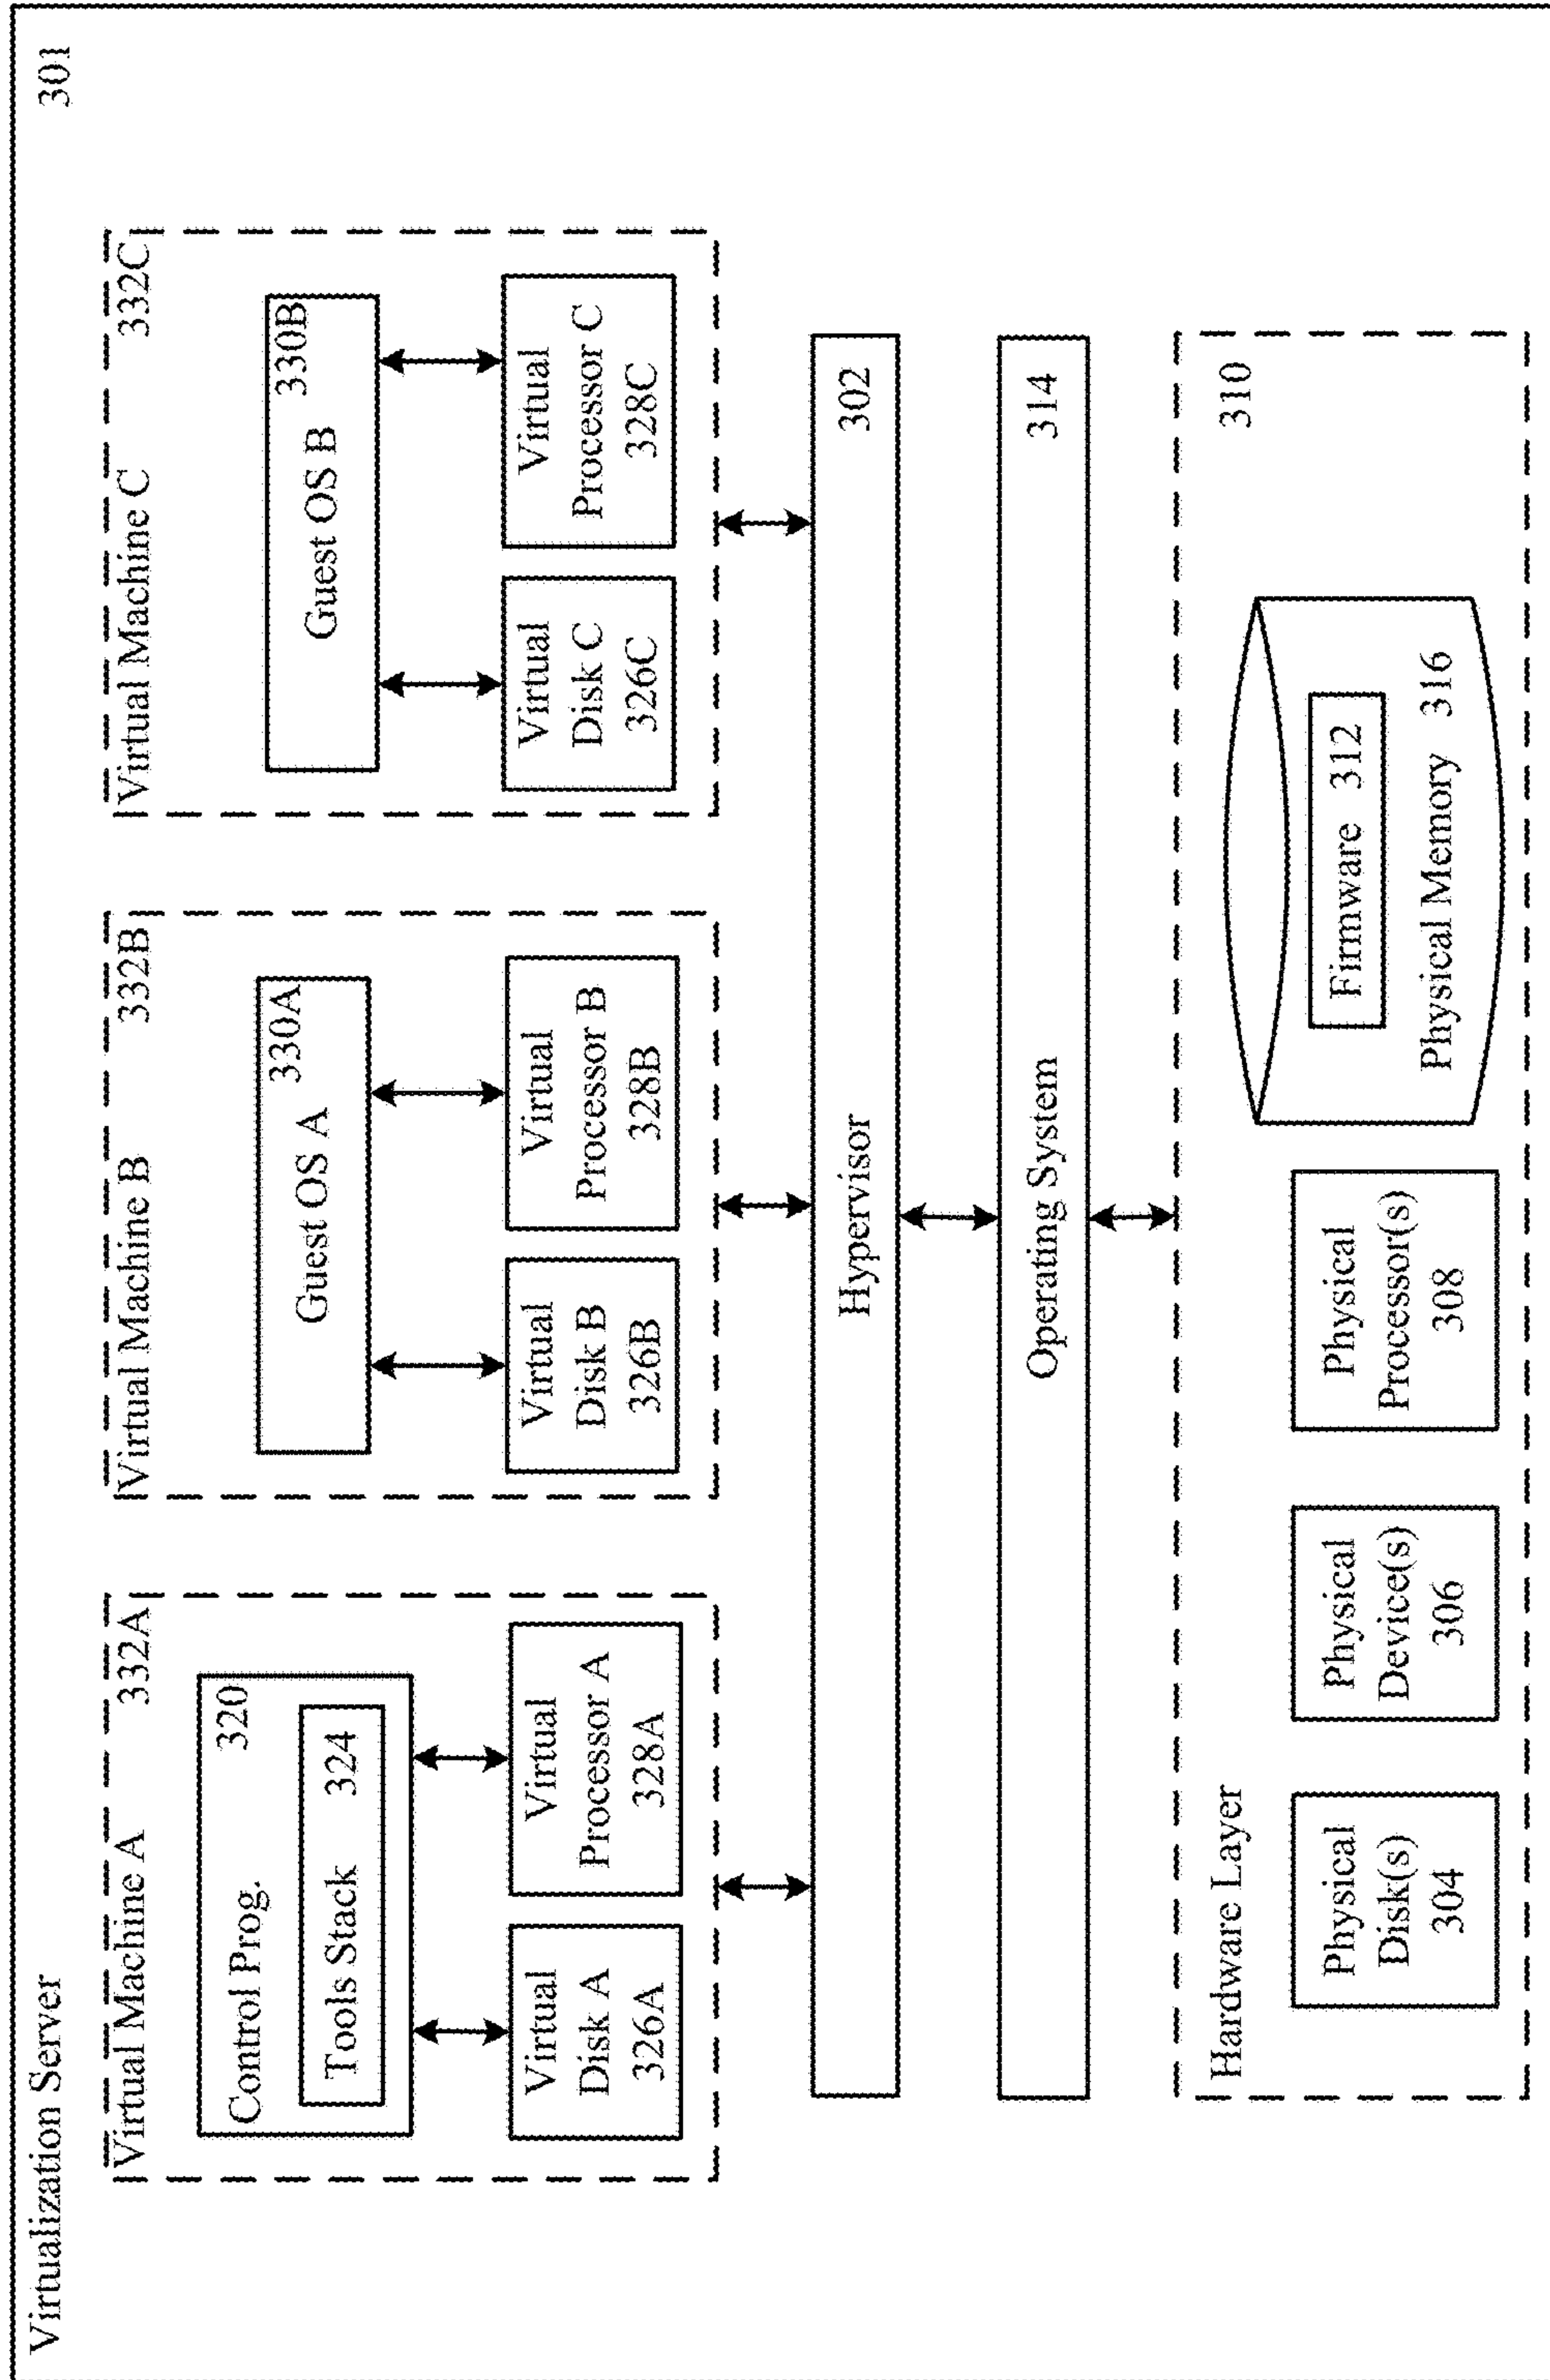 Virtualization Server 301
Virtual Machine A 332A
Control Prog. 320
Tools Stack 324
Virtual
Disk A
326A
Virtual
Processor A
328A
Virtual Machine B 332B
330A
Guest OS A
Virtual
Disk B
326B
Virtual
Processor B
328B
Virtual Machine C 332C
330B
Guest OS B
Virtual
Disk C
326C
Virtual
Processor C
328C
Hypervisor 302
Operating System 314
Hardware Layer 310
Physical
Disk(s)
304
Physical
Device(s)
306
Physical
Processor(s)
308
Firmware 312
Physical Memory 316